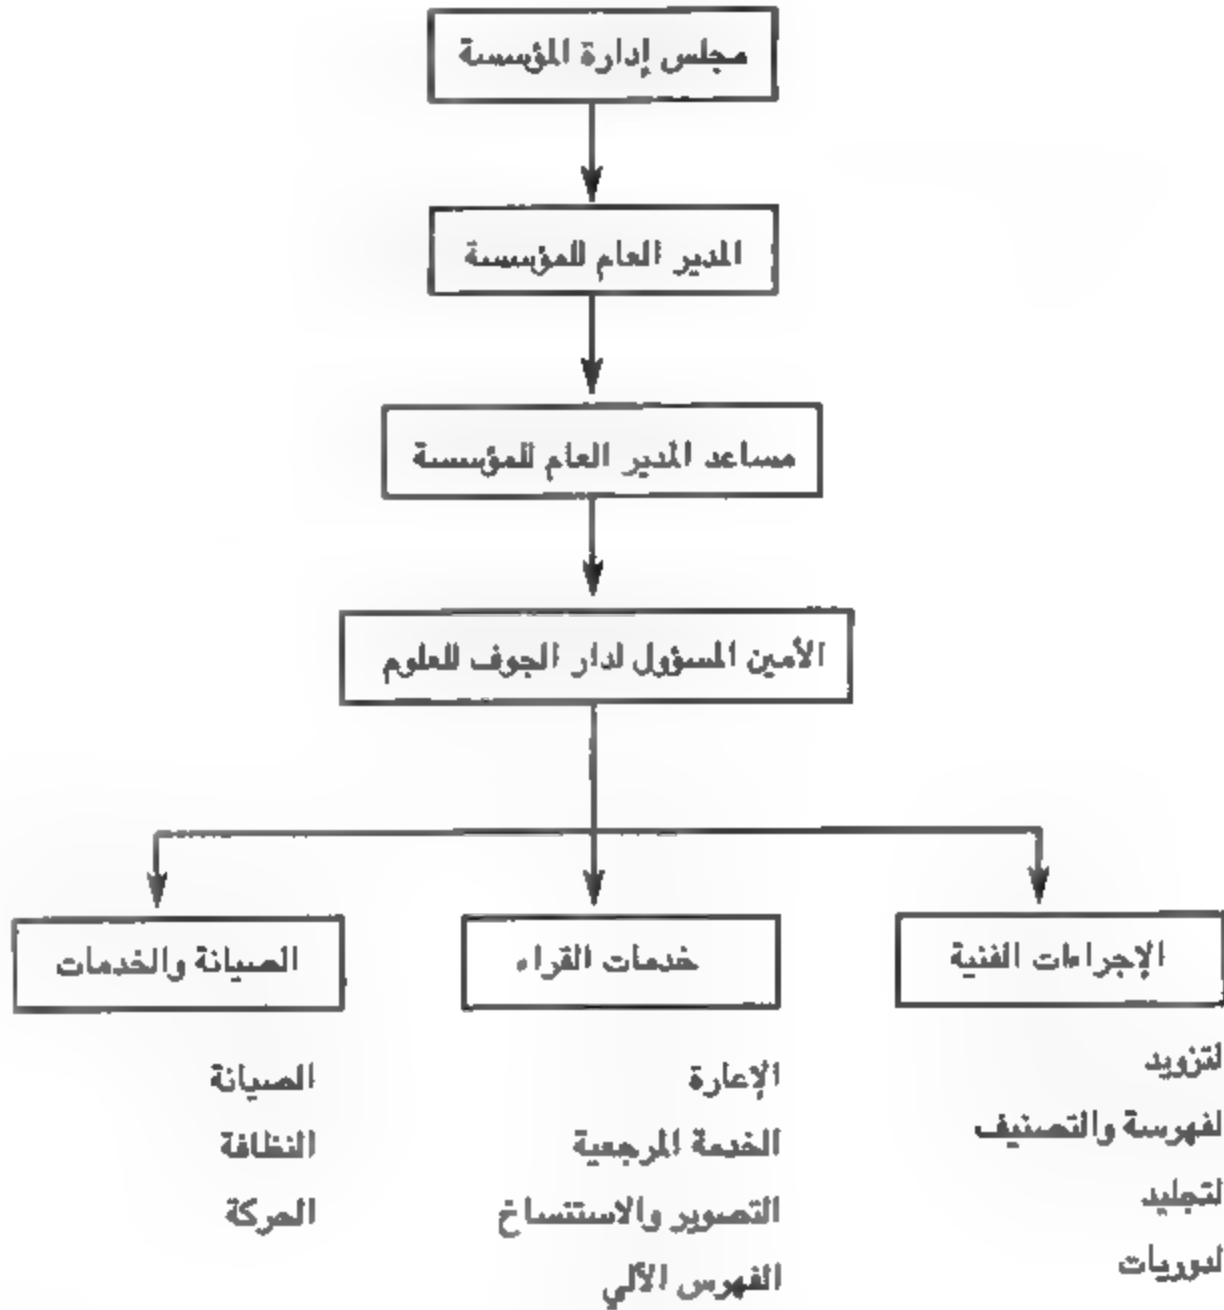 مجلس إدارة المؤسسة
المدير العام للمؤسسة
مساعد المدير العام للمؤسسة
الأمين المسؤول لدار الجوف للعلوم
الإجراءات الفنية
لتزويد
لفهرسة والتصنيف
لتجليد
لدوريات
خدمات القراء
الإعارة
الخدمة المرجعية
التصوير والاستنساخ
الفهرس الآلي
الصيانة والخدمات
الصيانة
النظافة
الحركة